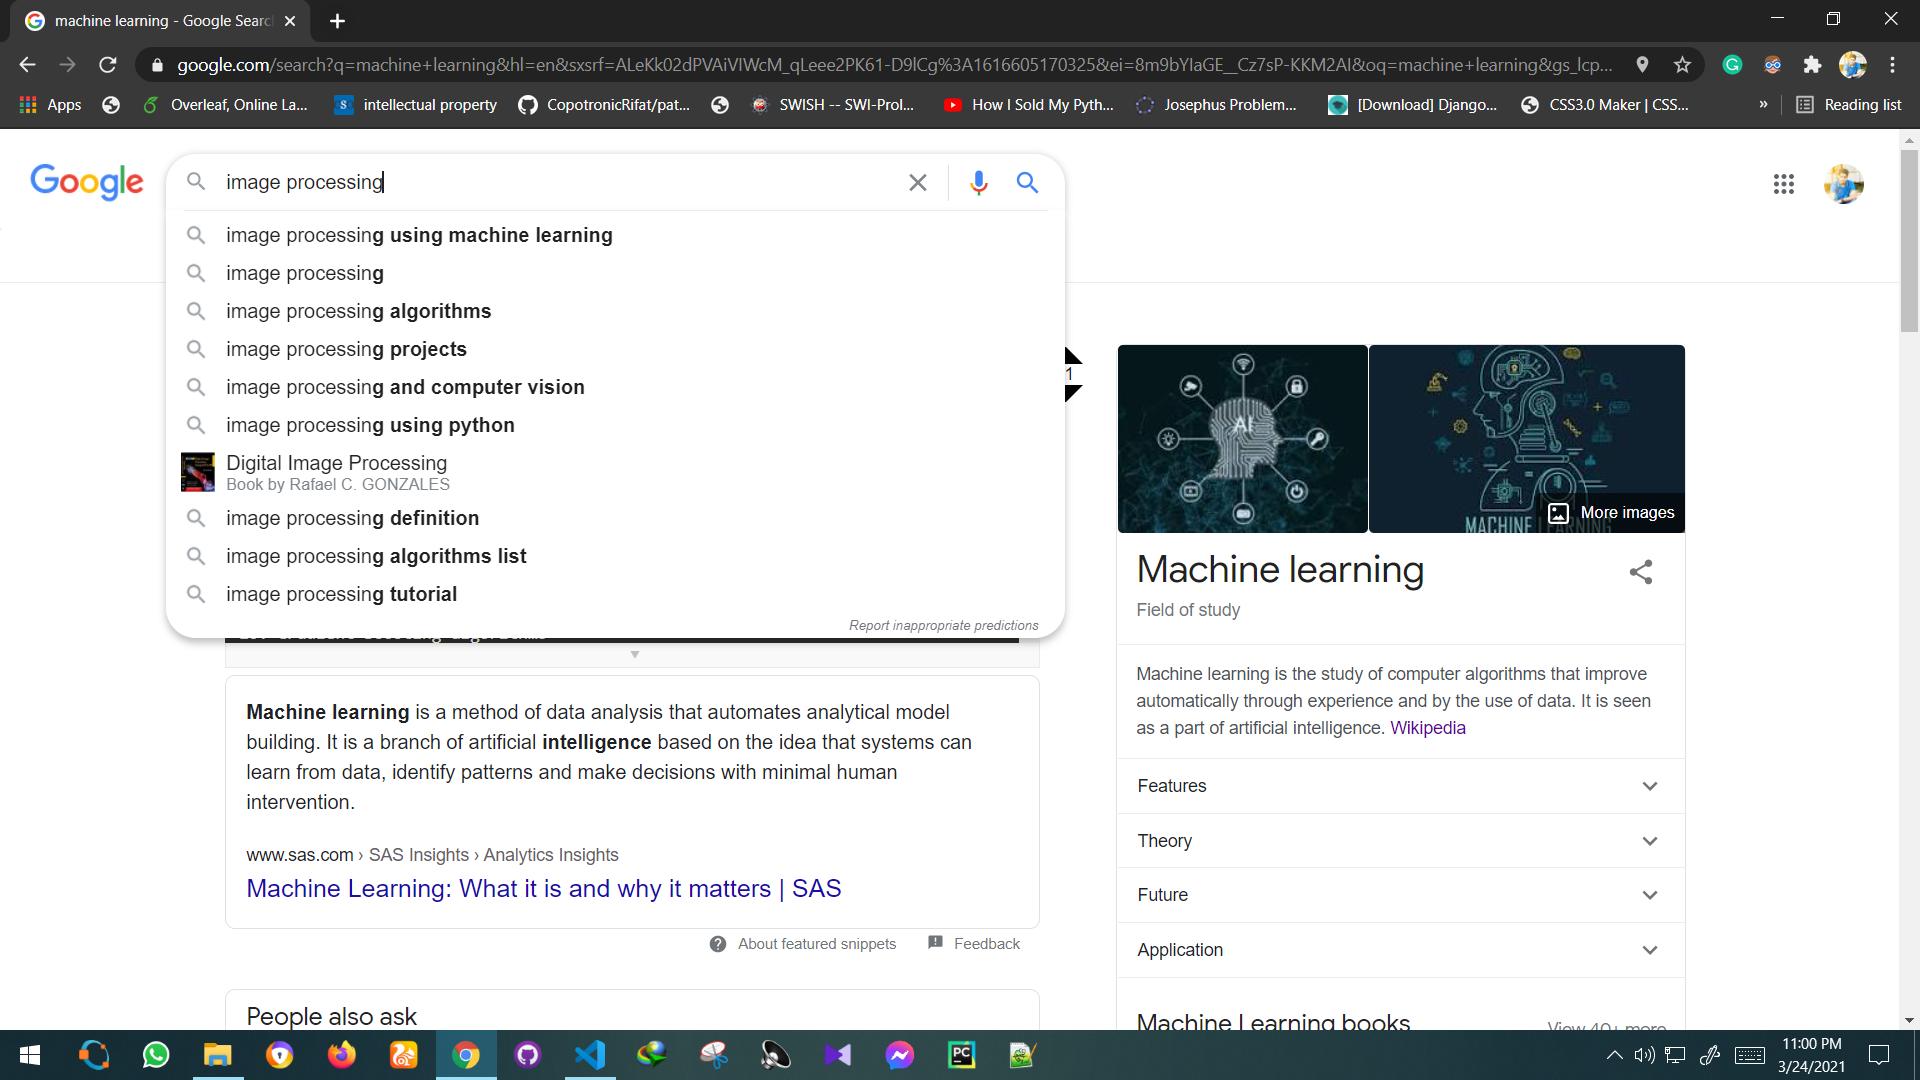 machine learning - Google Searc
google.com/search?q=machine+learning&hl=en&sxsrf=ALeKk02dPVAiVIWcM_qLeee2PK61-D9lCg%3A1616605170325&ei=8m9bYIaGE__Cz7sP-KKM2AI&oq=machine+learning&gs_lcp...
Apps
Overleaf, Online La...
intellectual property
CopotronicRifat/pat...
SWISH -- SWI-Prol...
How I Sold My Pyth...
Josephus Problem...
[Download] Django...
CSS3.0 Maker | CSS...
»
Reading list
Google
image processing
image processing using machine learning
image processing
image processing algorithms
image processing projects
image processing and computer vision
image processing using python
Digital Image Processing
Book by Rafael C. GONZALES
image processing definition
image processing algorithms list
image processing tutorial
Report inappropriate predictions
1
Machine learning is a method of data analysis that automates analytical model
building. It is a branch of artificial intelligence based on the idea that systems can
learn from data, identify patterns and make decisions with minimal human
intervention.
www.sas.com › SAS Insights › Analytics Insights
Machine Learning: What it is and why it matters | SAS
About featured snippets
Feedback
People also ask
AI
MACHINE LEARNING
More images
Machine learning
Field of study
Machine learning is the study of computer algorithms that improve
automatically through experience and by the use of data. It is seen
as a part of artificial intelligence. Wikipedia
Features
Theory
Future
Application
Machine Learning books
View 40+ more
PC
11:00 PM
3/24/2021